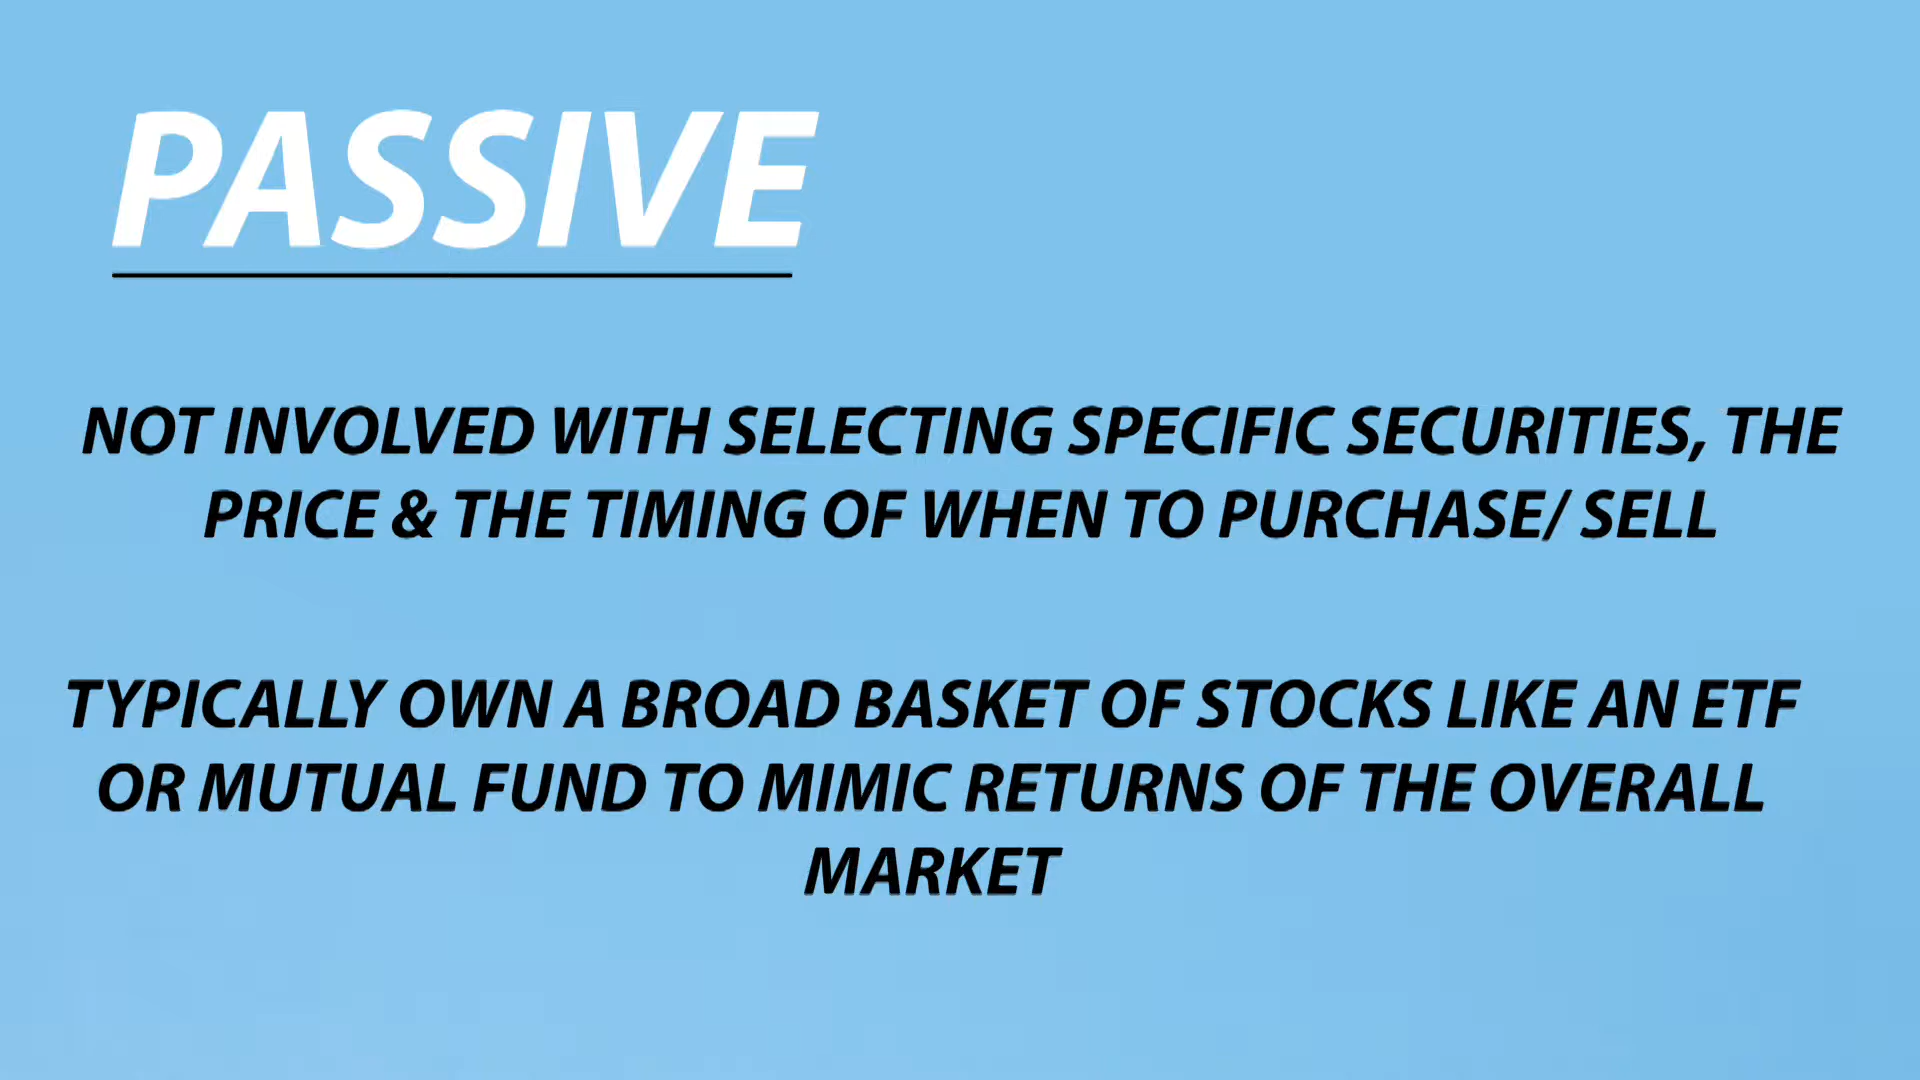 PASSIVE
NOT INVOLVED WITH SELECTING SPECIFIC SECURITIES, THE
PRICE & THE TIMING OF WHEN TO PURCHASE/ SELL
TYPICALLY OWN A BROAD BASKET OF STOCKS LIKE AN ETF
OR MUTUAL FUND TO MIMIC RETURNS OF THE OVERALL
MARKET